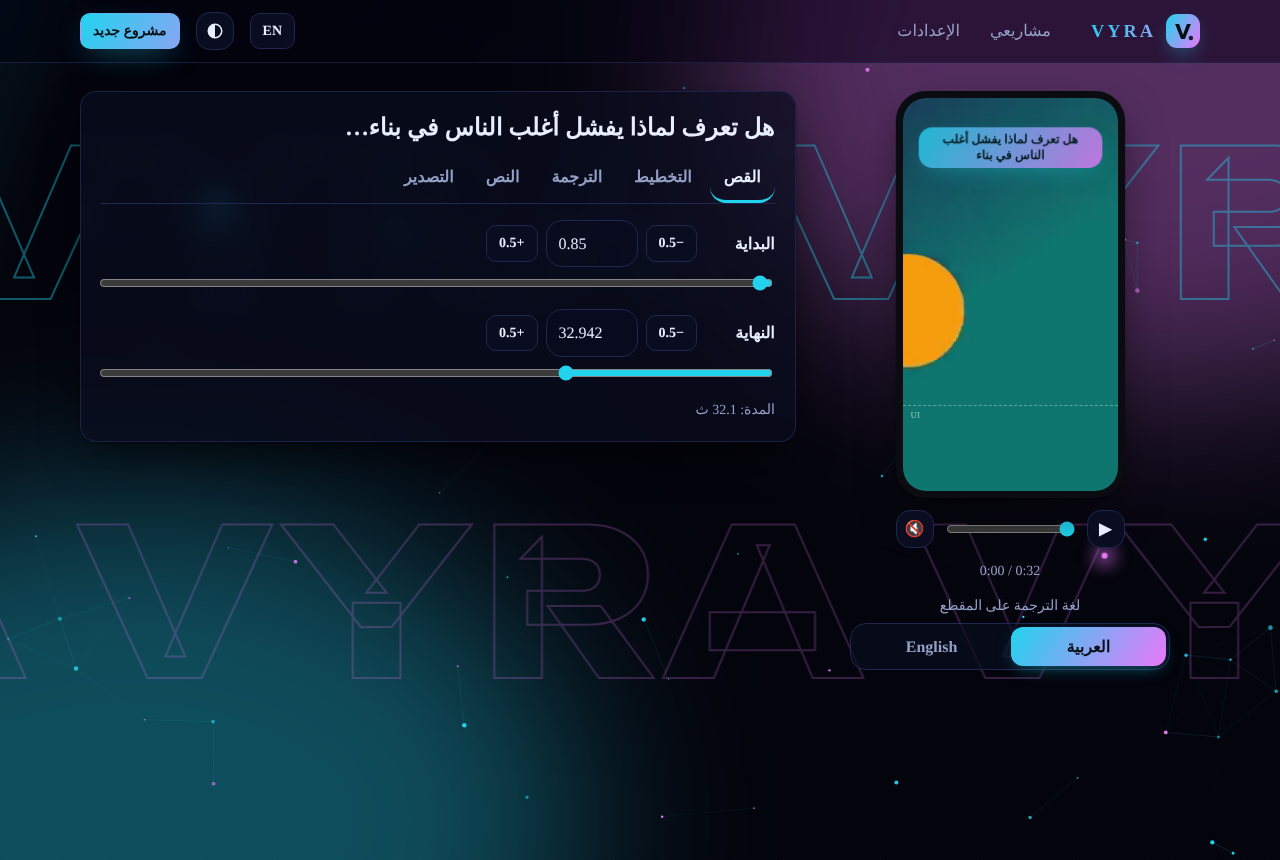 VYRA
مشاريعي
الإعدادات
EN
مشروع جديد
هل تعرف لماذا يفشل أغلب
الناس في بناء
UI
0:00 / 0:32
لغة الترجمة على المقطع
العربية
English
هل تعرف لماذا يفشل أغلب الناس في بناء...
القص
التخطيط
الترجمة
النص
التصدير
البداية
−0.5
0.85
+0.5
النهاية
−0.5
32.942
+0.5
المدة: 32.1 ث
VYRA
VYRA